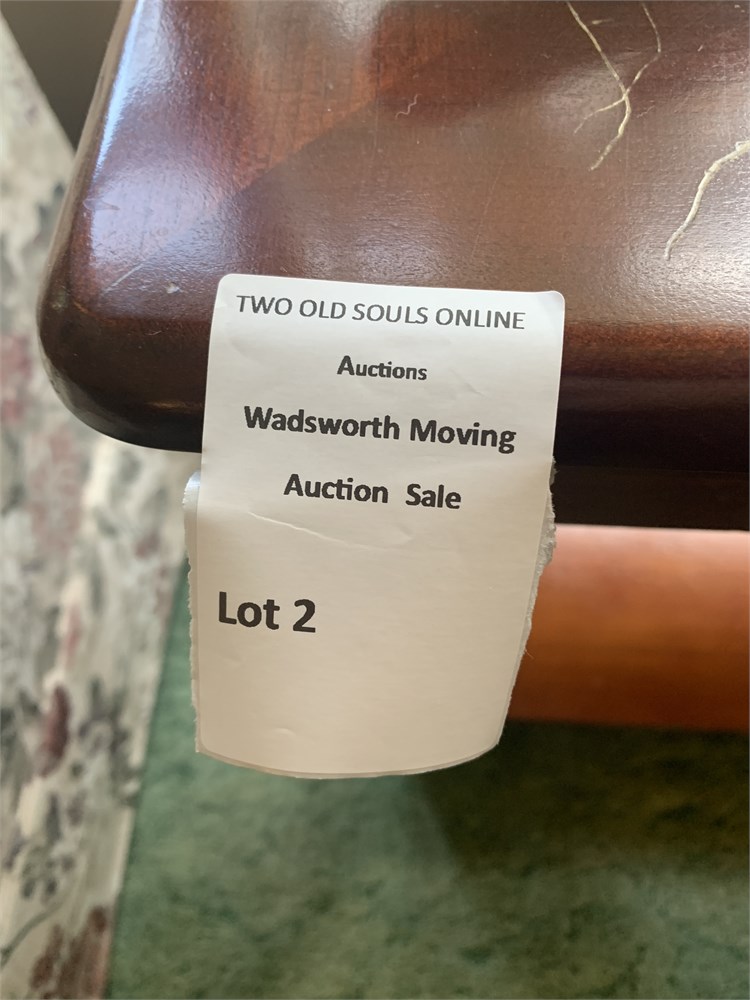 TWO OLD SOULS ONLINE
Auctions
Wadsworth Moving
Auction Sale
Lot 2